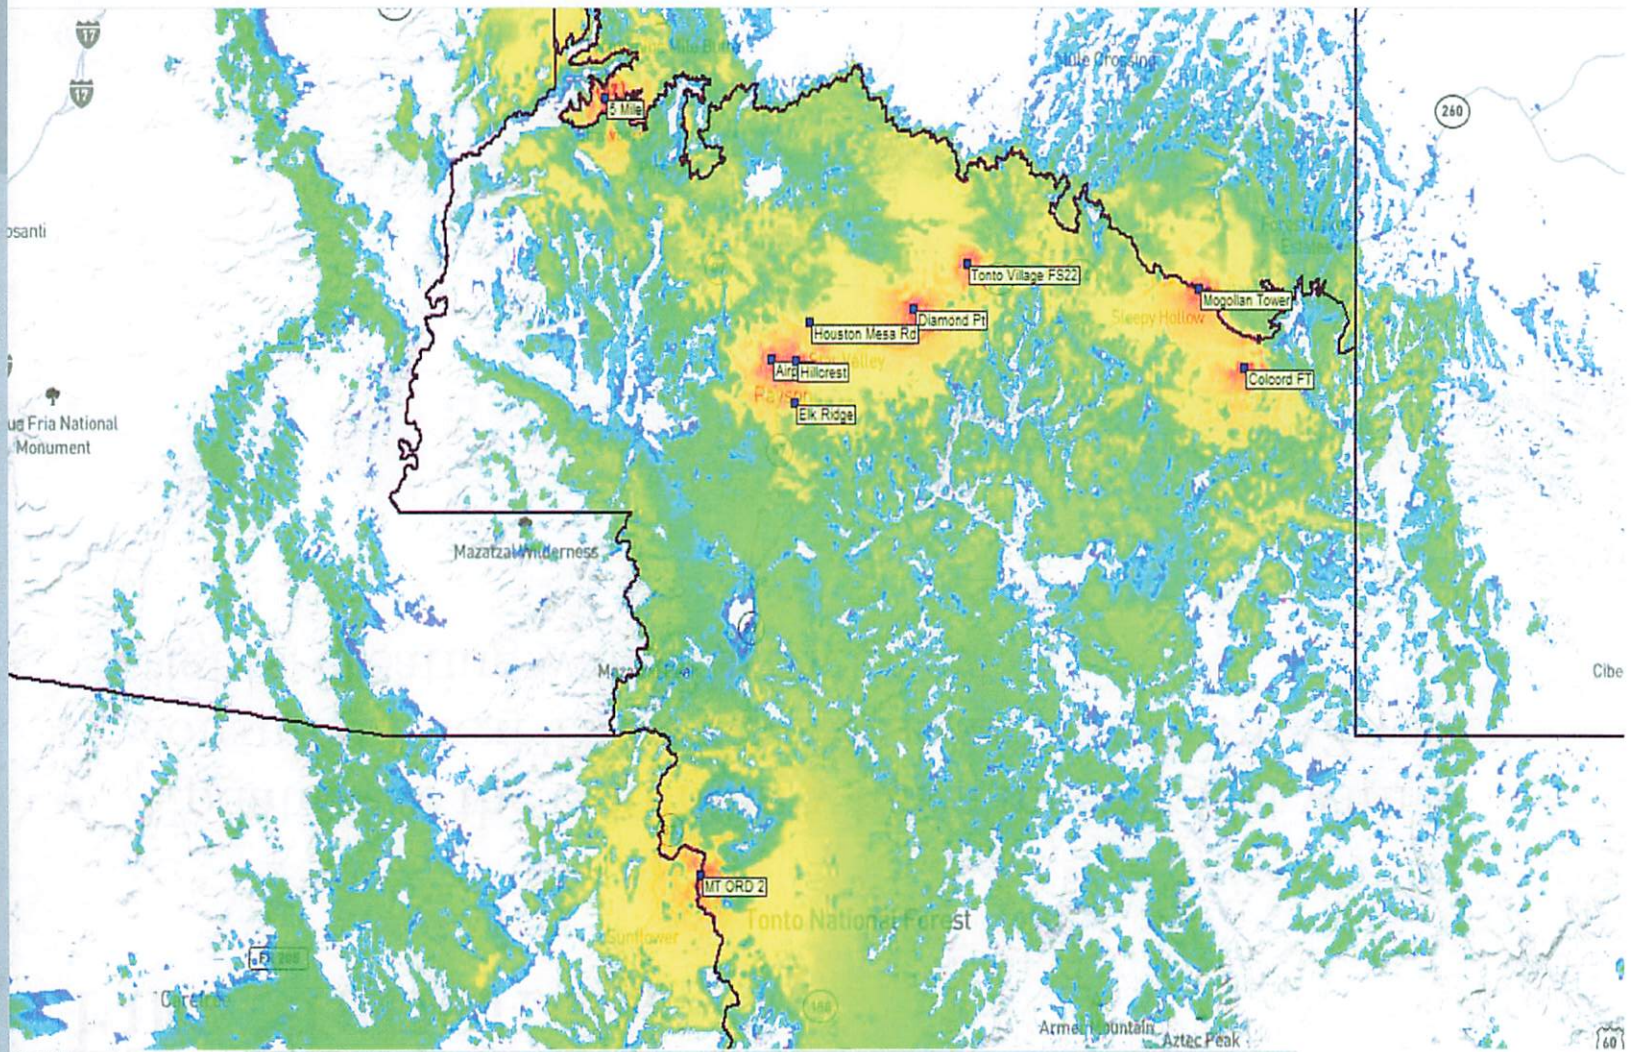 17
17
Mule Crossing
260
5 Mile
osanti
Tonto Village FS22
Mogollan Tower
Diamond Pt
Sleepy Hollow
Houston Mesa Rd
Hillcrest
Colcord FT
Payson
Elk Ridge
ua Fria National
Monument
Mazatzal Wilderness
Cibe
MT ORD 2
Tonto National Forest
Sunflower
Carefree
188
Armer Mountain
Aztec Peak
60